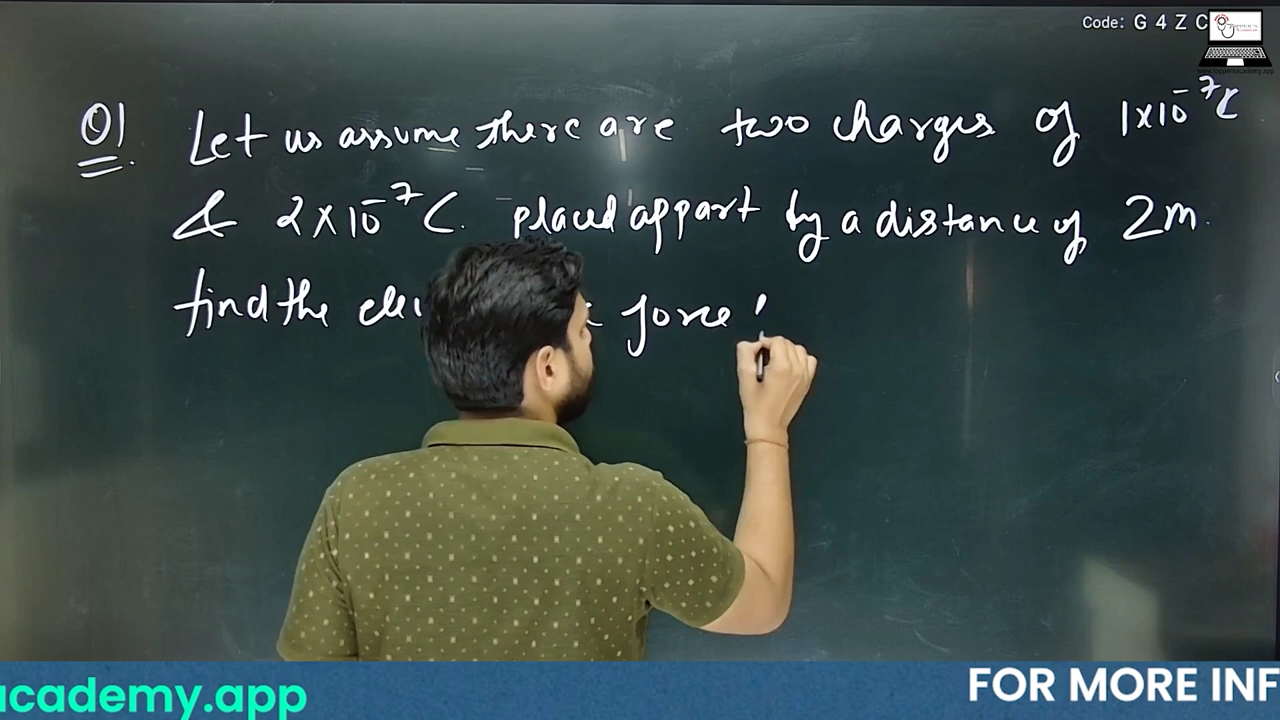 Code: G 4 Z C
Q1. Let us assume there are two charges of 1×10⁻⁷C
& 2×10⁻⁷C. placed appart by a distance of 2m.
find the force
academy.app
FOR MORE INF